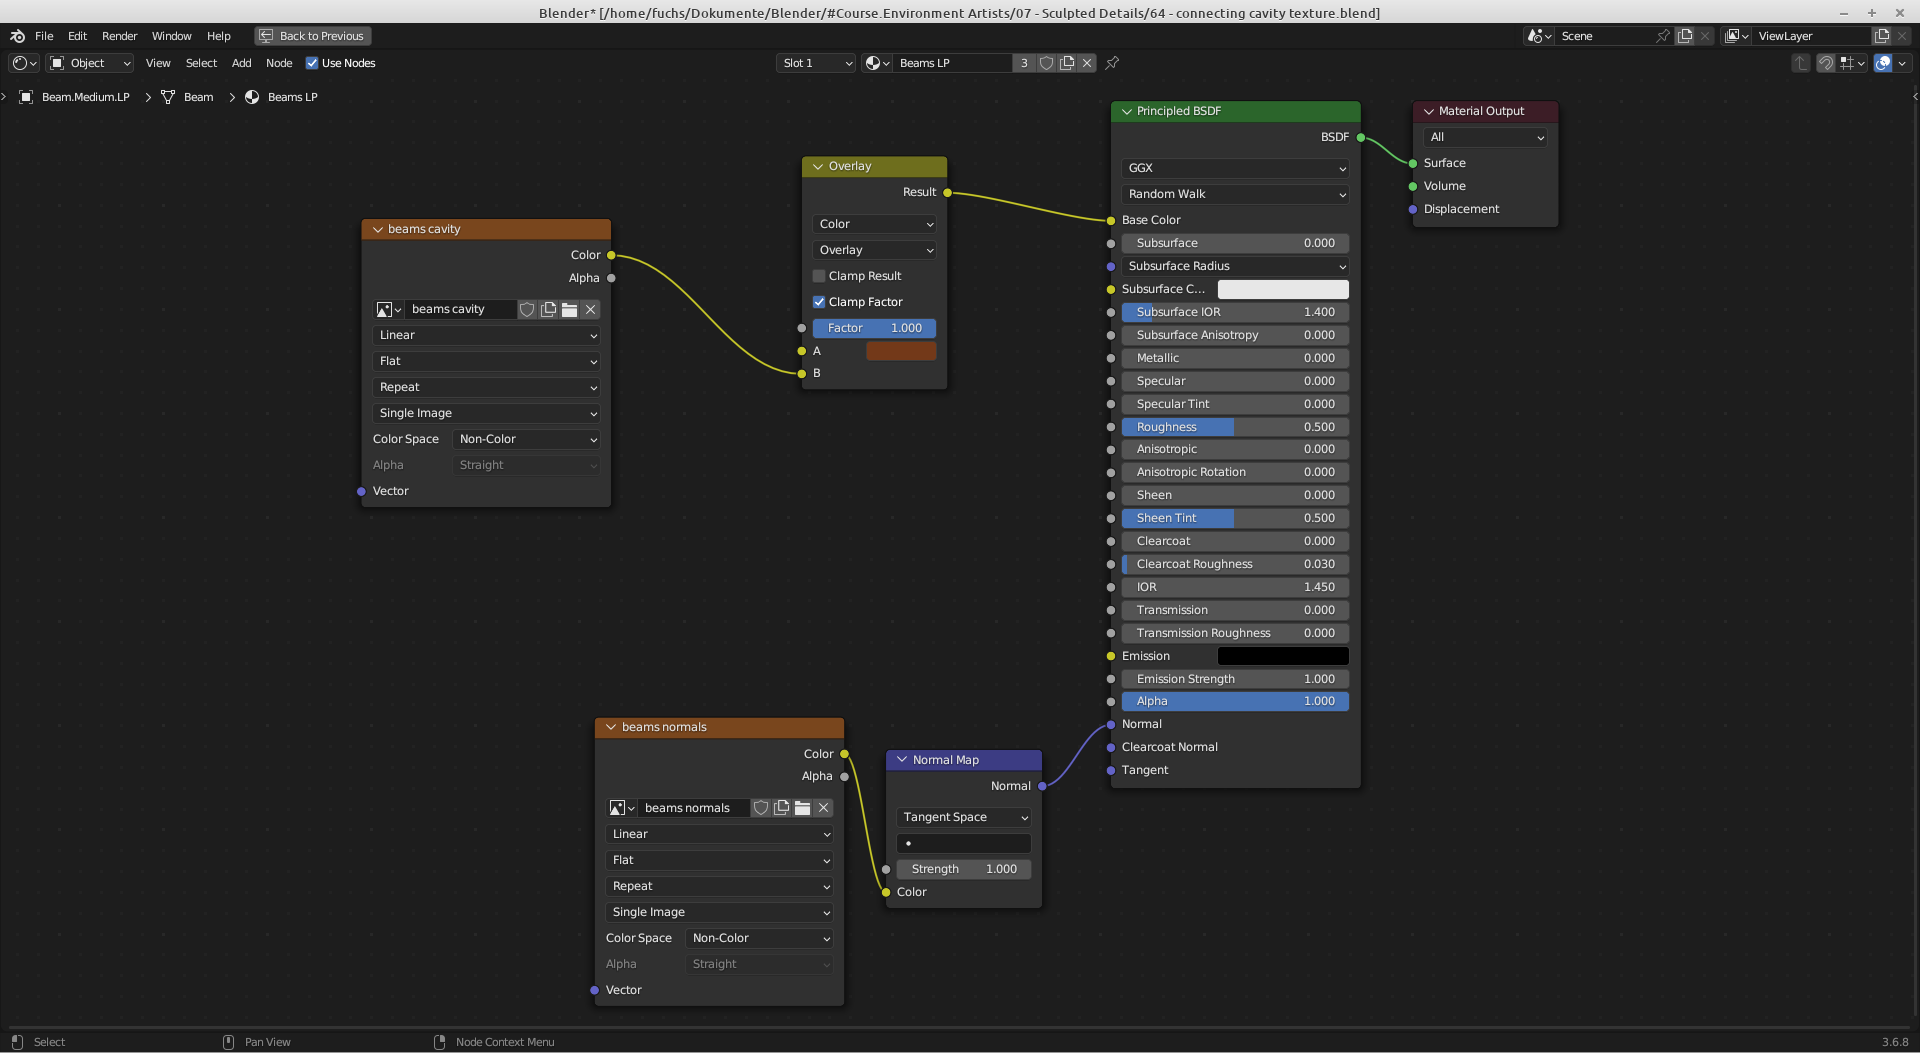 Blender* [/home/fuchs/Dokumente/Blender/#Course.Environment Artists/07 - Sculpted Details/64 - connecting cavity texture.blend]
File Edit Render Window Help Back to Previous Scene ViewLayer
Object View Select Add Node Use Nodes Slot 1 Beams LP 3
Beam.Medium.LP Beam Beams LP
beams cavity
Color
Alpha
beams cavity
Linear
Flat
Repeat
Single Image
Color Space Non-Color
Alpha Straight
Vector
Overlay
Result
Color
Overlay
Clamp Result
Clamp Factor
Factor 1.000
A
B
beams normals
Color
Alpha
beams normals
Linear
Flat
Repeat
Single Image
Color Space Non-Color
Alpha Straight
Vector
Normal Map
Normal
Tangent Space
Strength 1.000
Color
Principled BSDF
BSDF
GGX
Random Walk
Base Color
Subsurface 0.000
Subsurface Radius
Subsurface C...
Subsurface IOR 1.400
Subsurface Anisotropy 0.000
Metallic 0.000
Specular 0.000
Specular Tint 0.000
Roughness 0.500
Anisotropic 0.000
Anisotropic Rotation 0.000
Sheen 0.000
Sheen Tint 0.500
Clearcoat 0.000
Clearcoat Roughness 0.030
IOR 1.450
Transmission 0.000
Transmission Roughness 0.000
Emission
Emission Strength 1.000
Alpha 1.000
Normal
Clearcoat Normal
Tangent
Material Output
All
Surface
Volume
Displacement
Select Pan View Node Context Menu 3.6.8